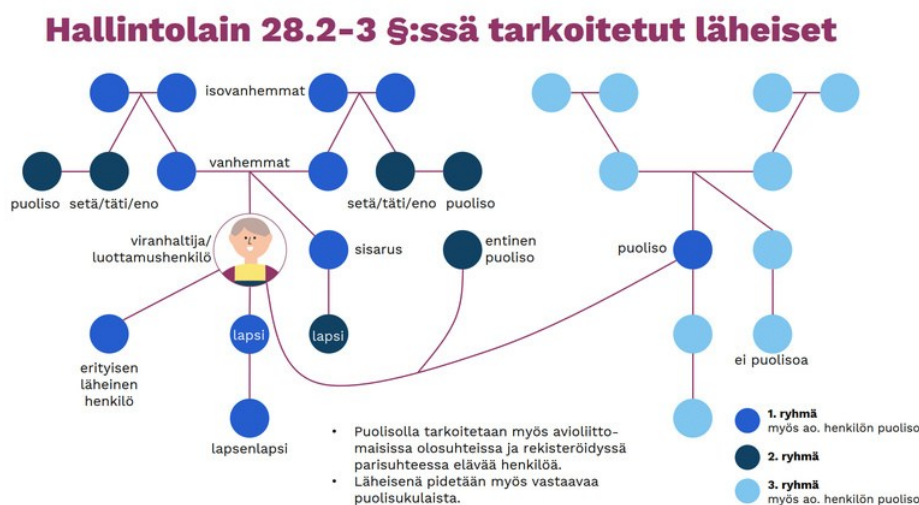 Hallintolain 28.2-3 §:ssä tarkoitetut läheiset
isovanhemmat
vanhemmat
puoliso
setä/täti/eno
setä/täti/eno
puoliso
viranhaltija/
luottamushenkilö
sisarus
entinen
puoliso
puoliso
lapsi
lapsi
erityisen
läheinen
henkilö
ei puolisoa
lapsenlapsi
• Puolisolla tarkoitetaan myös avioliitto-
maisissa olosuhteissa ja rekisteröidyssä
parisuhteessa elävää henkilöä.
• Läheisenä pidetään myös vastaavaa
puolisukulaista.
1. ryhmä
myös ao. henkilön puoliso
2. ryhmä
3. ryhmä
myös ao. henkilön puoliso